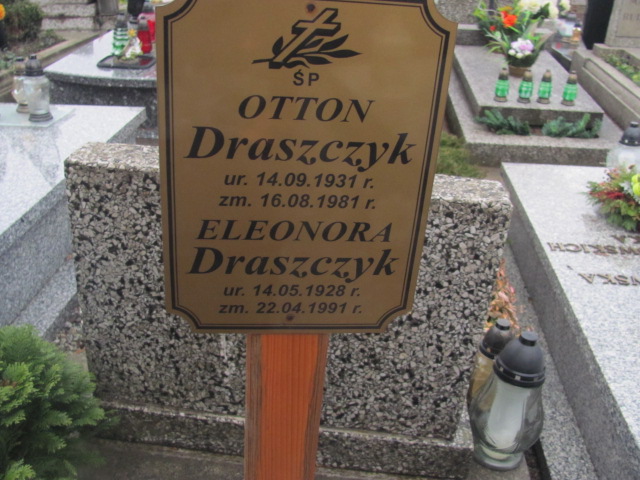 ŚP
OTTON
Draszczyk
ur. 14.09.1931 r.
zm. 16.08.1981 r.
ELEONORA
Draszczyk
ur. 14.05.1928 r.
zm. 22.04.1991 r.